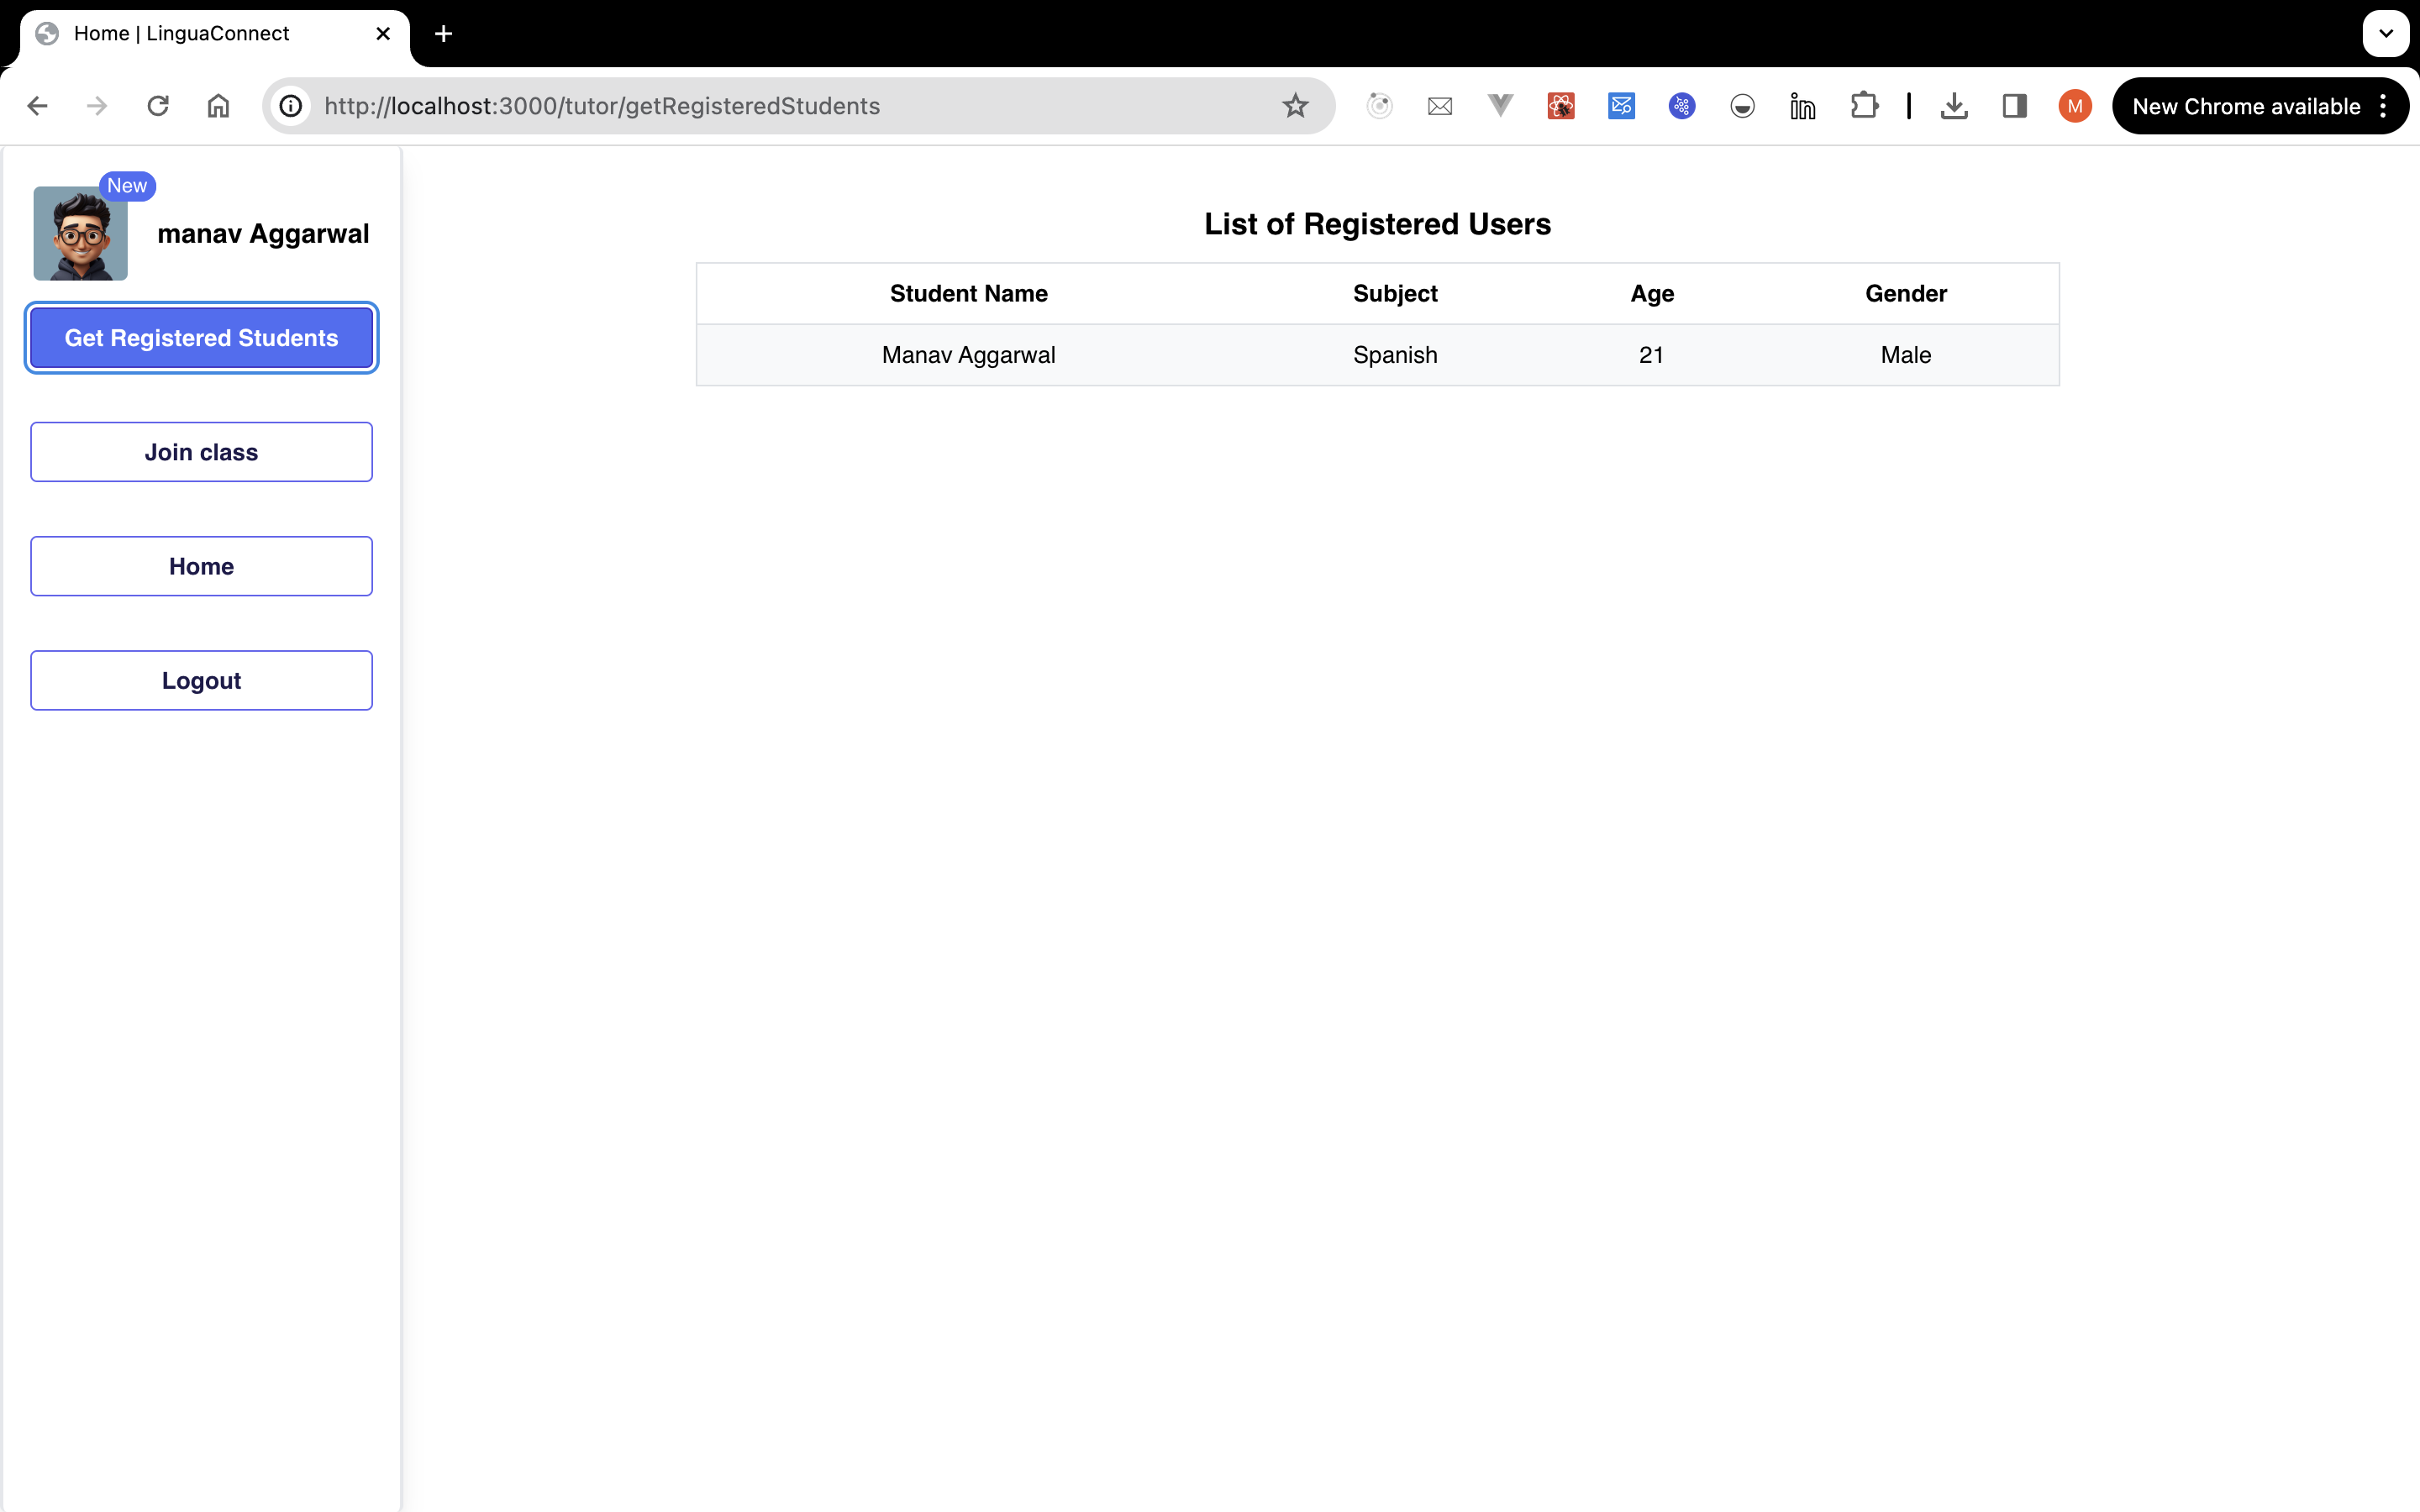 Home | LinguaConnect
http://localhost:3000/tutor/getRegisteredStudents
M
New Chrome available
New
manav Aggarwal
Get Registered Students
Join class
Home
Logout
List of Registered Users
Student Name Subject Age Gender
Manav Aggarwal Spanish 21 Male